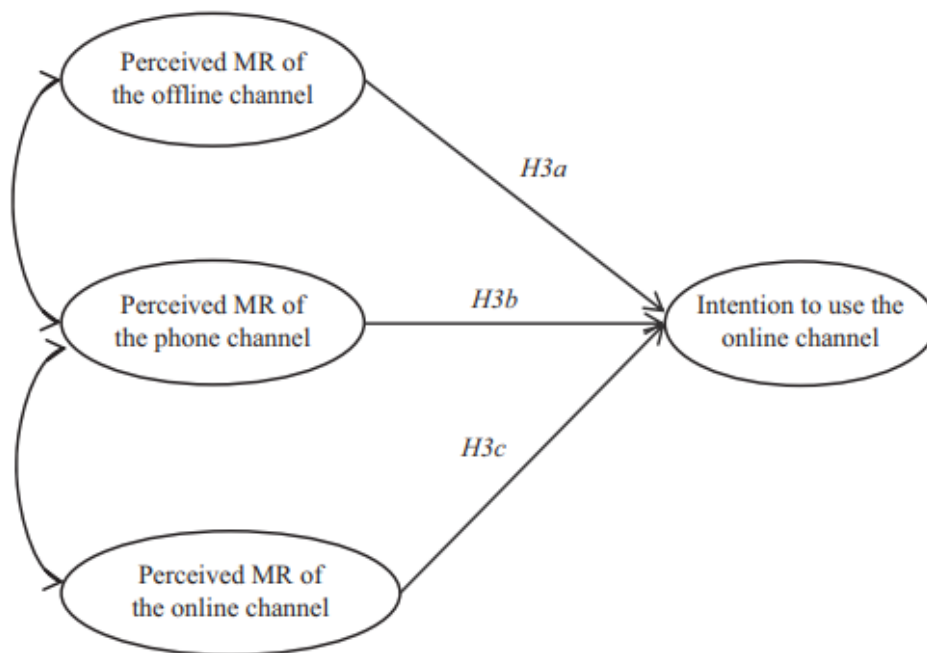 Perceived MR of
the offline channel
H3a
Perceived MR of
the phone channel
H3b
Intention to use the
online channel
H3c
Perceived MR of
the online channel